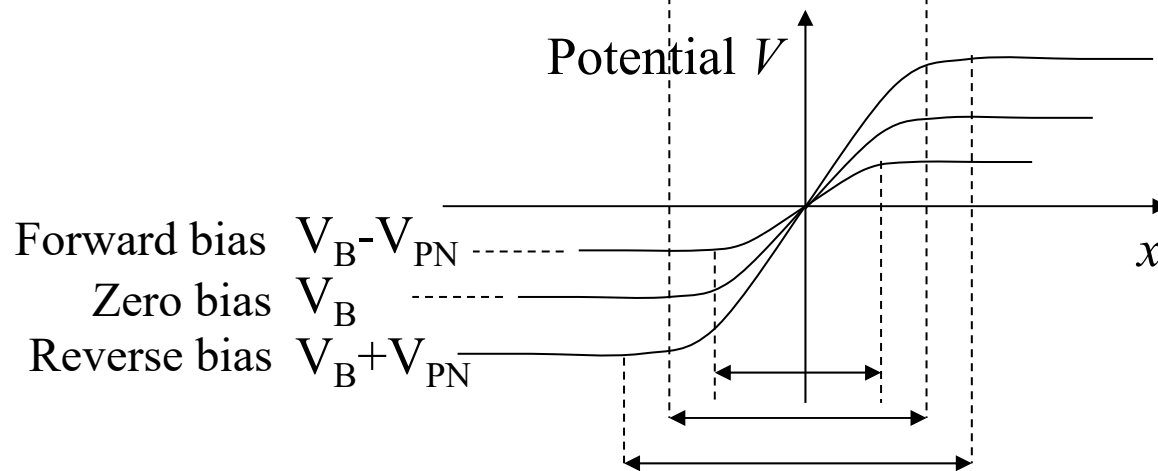 Potential V
x
Forward bias V_B-V_PN
Zero bias V_B
Reverse bias V_B+V_PN